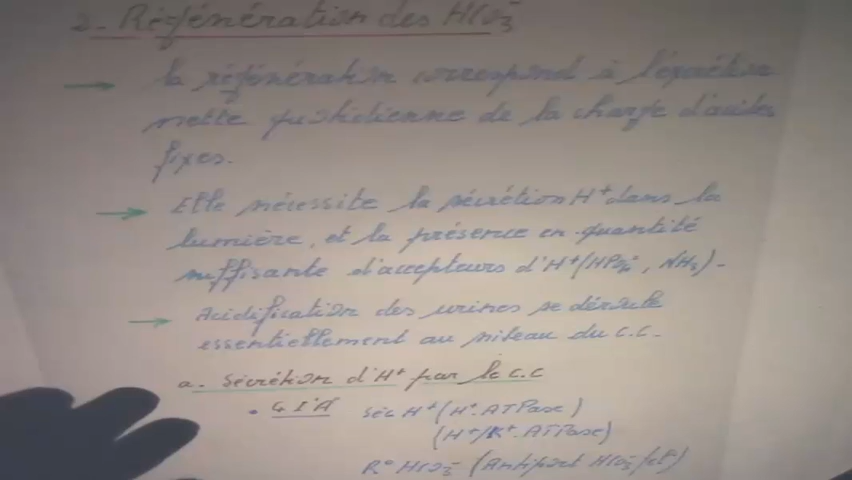 2- Régénération des HCO3-
→ la régénération correspond à l'excrétion
nette quotidienne de la charge d'acides
fixes.
→ Elle nécessite la sécrétion H+ dans la
lumière, et la présence en quantité
suffisante d'accepteurs d'H+ (HPO4²-, NH3)-
→ Acidification des urines se déroule
essentiellement au niveau du C.C-
a- Sécrétion d'H+ par le C.C
• C I A séc H+ (H+.ATPase)
(H+/K+.ATPase)
R° HCO3- (Antiport HCO3-/cl-)